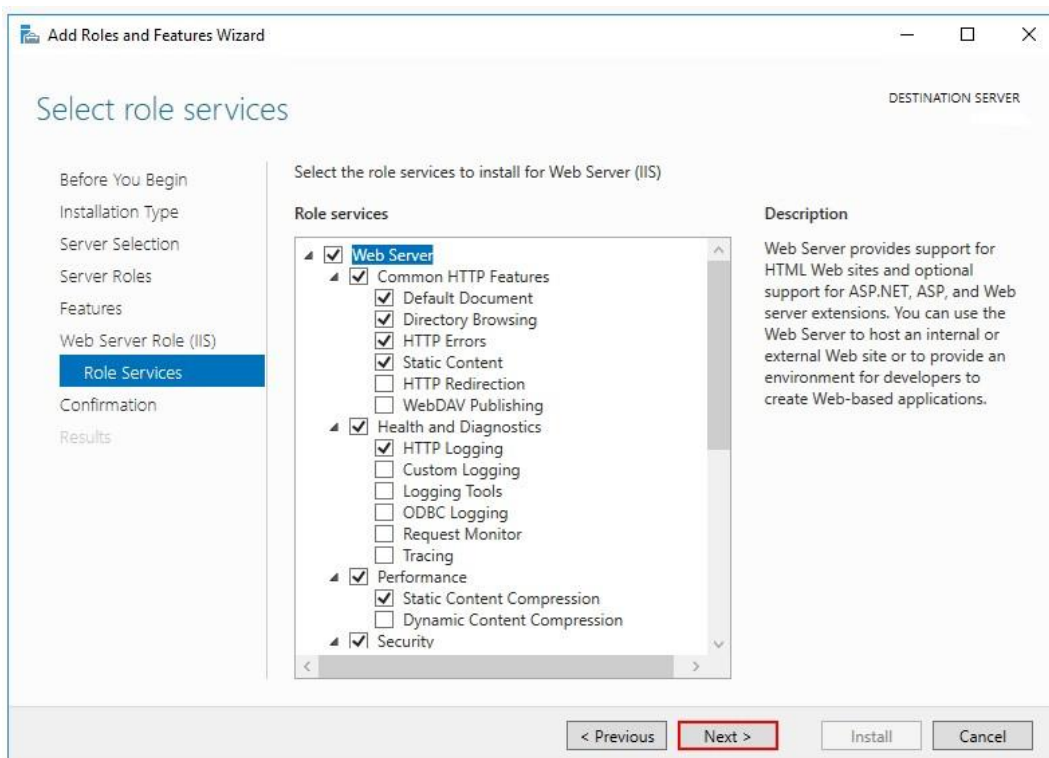 Add Roles and Features Wizard
Select role services
DESTINATION SERVER
Before You Begin
Installation Type
Server Selection
Server Roles
Features
Web Server Role (IIS)
Role Services
Confirmation
Results
Select the role services to install for Web Server (IIS)
Role services
Web Server
Common HTTP Features
Default Document
Directory Browsing
HTTP Errors
Static Content
HTTP Redirection
WebDAV Publishing
Health and Diagnostics
HTTP Logging
Custom Logging
Logging Tools
ODBC Logging
Request Monitor
Tracing
Performance
Static Content Compression
Dynamic Content Compression
Security
Description
Web Server provides support for
HTML Web sites and optional
support for ASP.NET, ASP, and Web
server extensions. You can use the
Web Server to host an internal or
external Web site or to provide an
environment for developers to
create Web-based applications.
< Previous
Next >
Install
Cancel